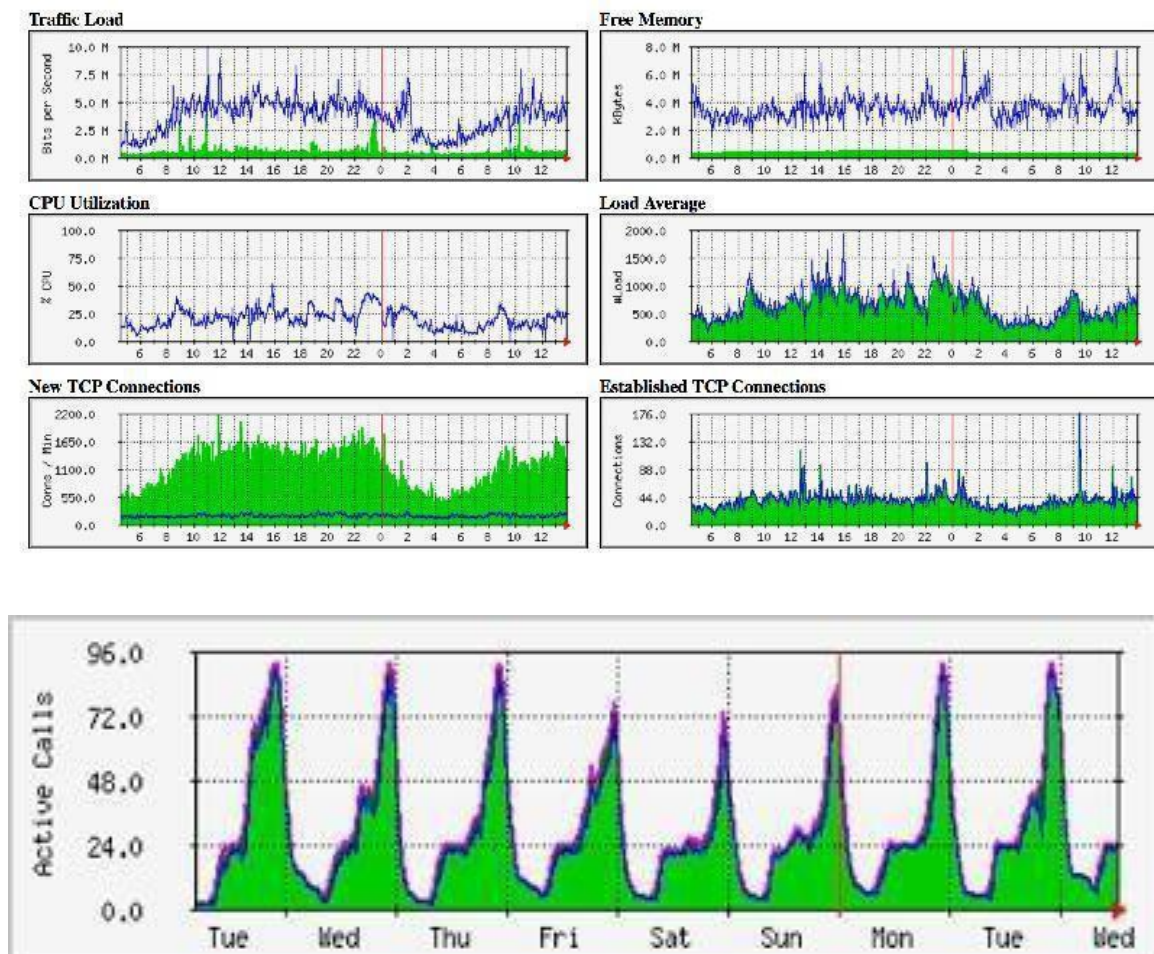 Traffic Load
Bits per Second
10.0 M
7.5 M
5.0 M
2.5 M
0.0 M
6 8 10 12 14 16 18 20 22 0 2 4 6 8 10 12
Free Memory
kBytes
8.0 M
6.0 M
4.0 M
2.0 M
0.0 M
6 8 10 12 14 16 18 20 22 0 2 4 6 8 10 12
CPU Utilization
% CPU
100.0
75.0
50.0
25.0
0.0
6 8 10 12 14 16 18 20 22 0 2 4 6 8 10 12
Load Average
mLoad
2000.0
1500.0
1000.0
500.0
0.0
6 8 10 12 14 16 18 20 22 0 2 4 6 8 10 12
New TCP Connections
Conns / Min
2200.0
1650.0
1100.0
550.0
0.0
6 8 10 12 14 16 18 20 22 0 2 4 6 8 10 12
Established TCP Connections
Connections
176.0
132.0
88.0
44.0
0.0
6 8 10 12 14 16 18 20 22 0 2 4 6 8 10 12
Active Calls
96.0
72.0
48.0
24.0
0.0
Tue Wed Thu Fri Sat Sun Mon Tue Wed